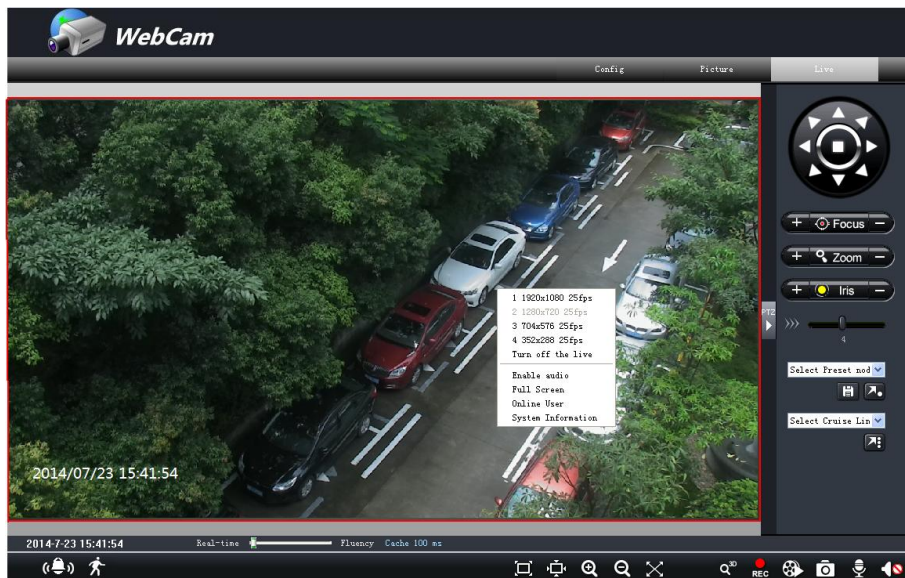 WebCam
Config Picture Live
1 1920x1080 25fps
2 1280x720 25fps
3 704x576 25fps
4 352x288 25fps
Turn off the live
Enable audio
Full Screen
Online User
System Information
2014/07/23 15:41:54
PTZ
+ Focus −
+ Zoom −
+ Iris −
4
Select Preset nod
Select Cruise Lin
2014-7-23 15:41:54 Real-time Fluency Cache 100 ms
3D
REC